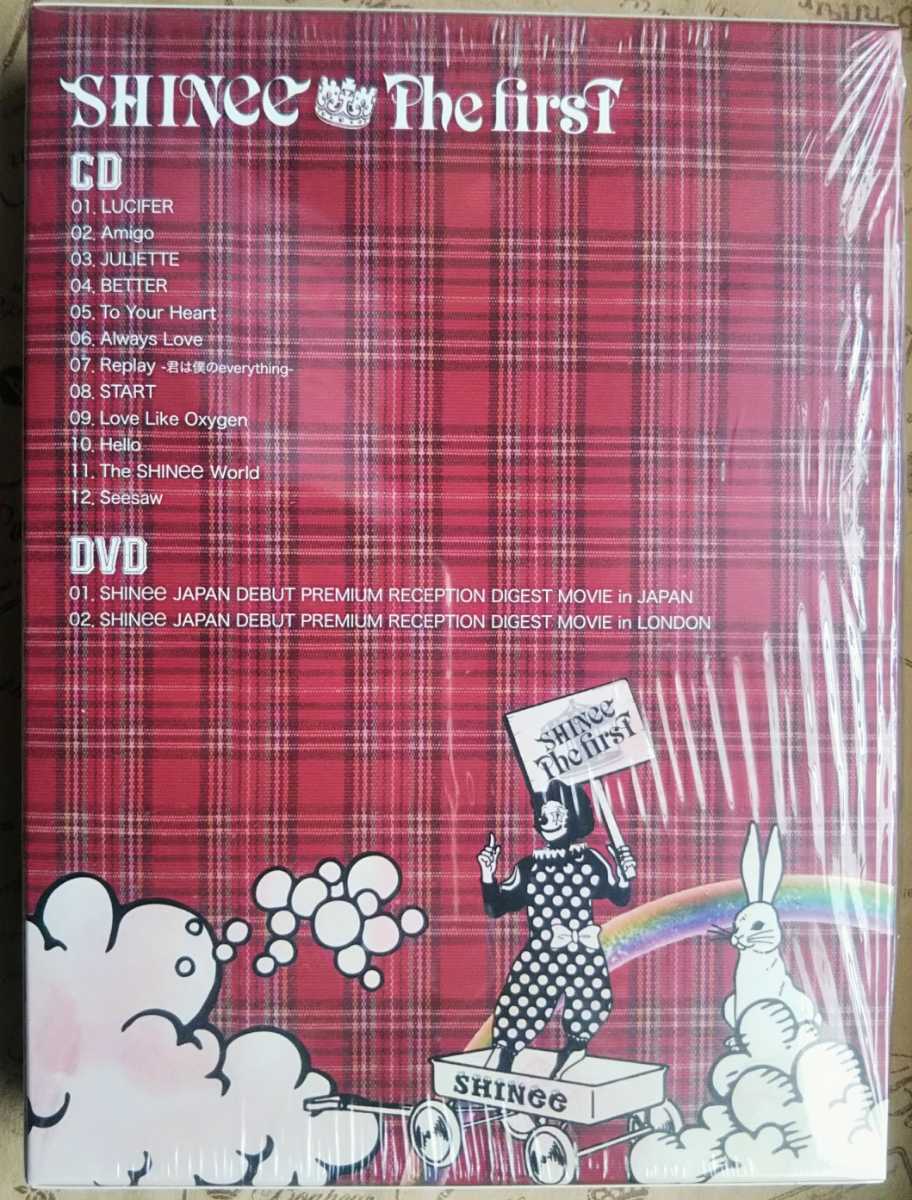 SHINee The firsT
CD
01. LUCIFER
02. Amigo
03. JULIETTE
04. BETTER
05. To Your Heart
06. Always Love
07. Replay -君は僕のeverything-
08. START
09. Love Like Oxygen
10. Hello
11. The SHINee World
12. Seesaw
DVD
01. SHINee JAPAN DEBUT PREMIUM RECEPTION DIGEST MOVIE in JAPAN
02. SHINee JAPAN DEBUT PREMIUM RECEPTION DIGEST MOVIE in LONDON
SHINee
The firsT
SHINee